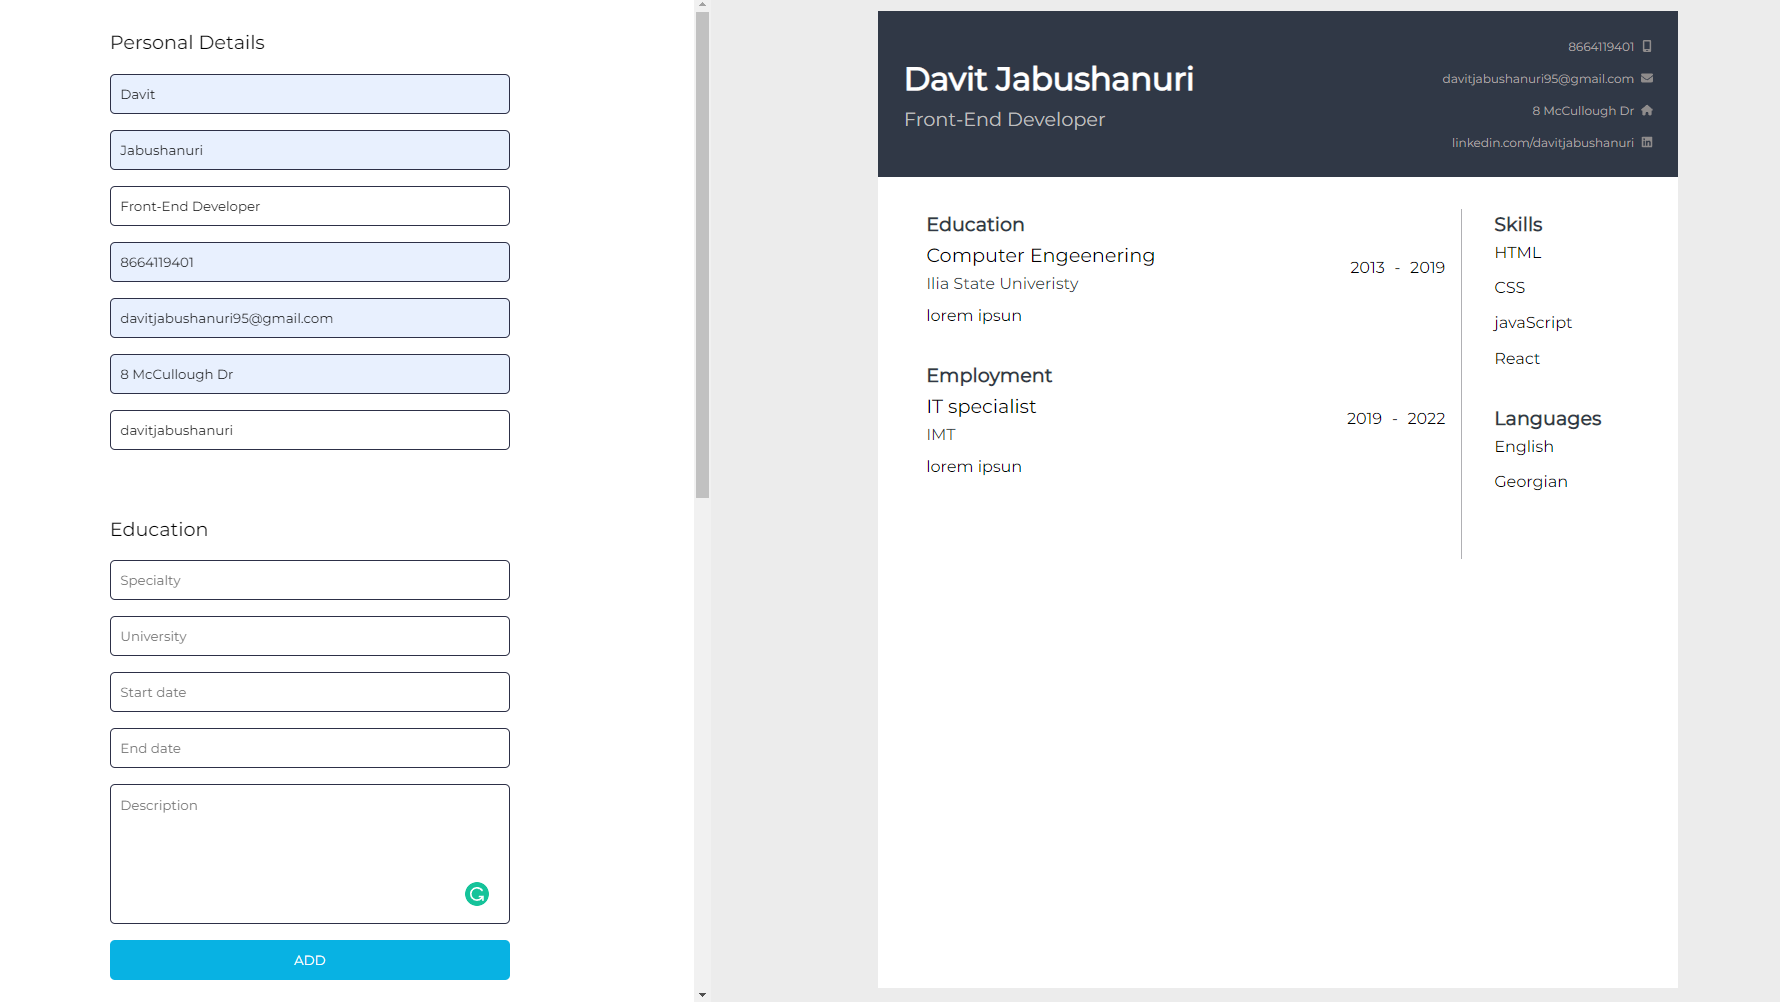 Personal Details
Davit
Jabushanuri
Front-End Developer
8664119401
davitjabushanuri95@gmail.com
8 McCullough Dr
davitjabushanuri
Education
Specialty
University
Start date
End date
Description
ADD
Davit Jabushanuri
Front-End Developer
8664119401
davitjabushanuri95@gmail.com
8 McCullough Dr
linkedin.com/davitjabushanuri
Education
Computer Engeenering
Ilia State Univeristy
2013 - 2019
lorem ipsun
Employment
IT specialist
IMT
2019 - 2022
lorem ipsun
Skills
HTML
CSS
javaScript
React
Languages
English
Georgian